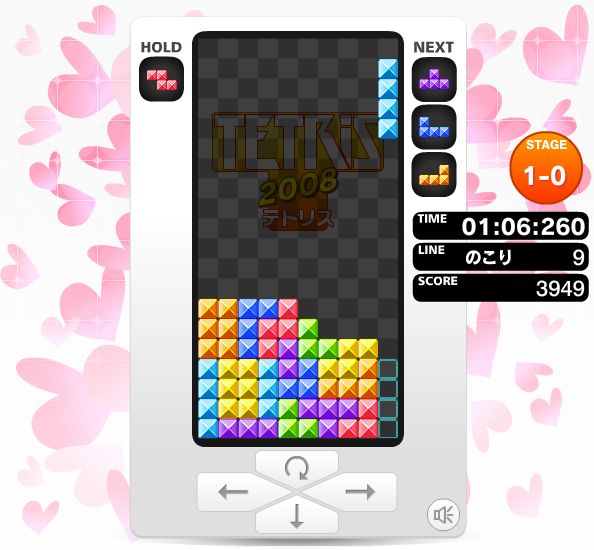 HOLD
NEXT
TETRiS
2008
テトリス
STAGE
1-0
TIME 01:06:260
LINE のこり 9
SCORE 3949